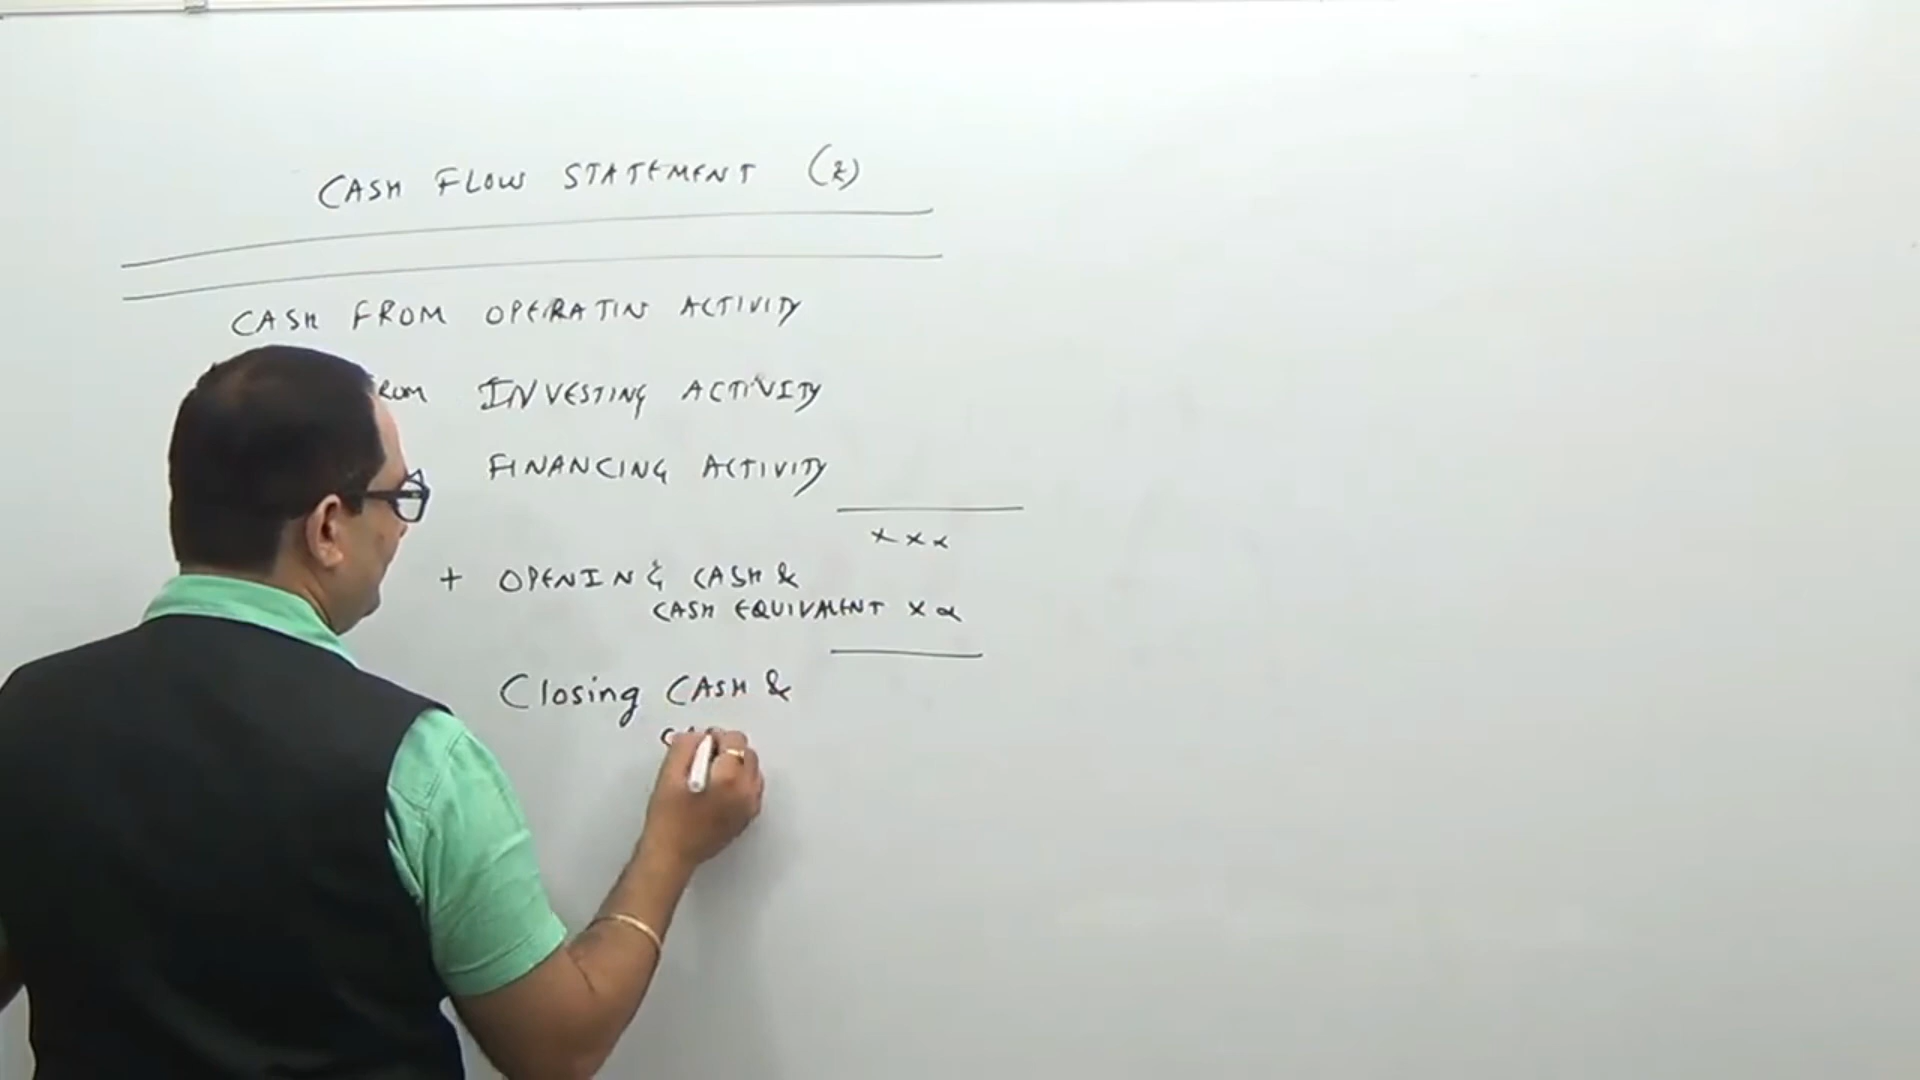 CASH FLOW STATEMENT
CASH FROM OPERATIN ACTIVITY
INVESTING ACTIVITY
FINANCING ACTIVITY
xxx
+ OPENING CASH &
CASH EQUIVALENT xx
Closing CASH &